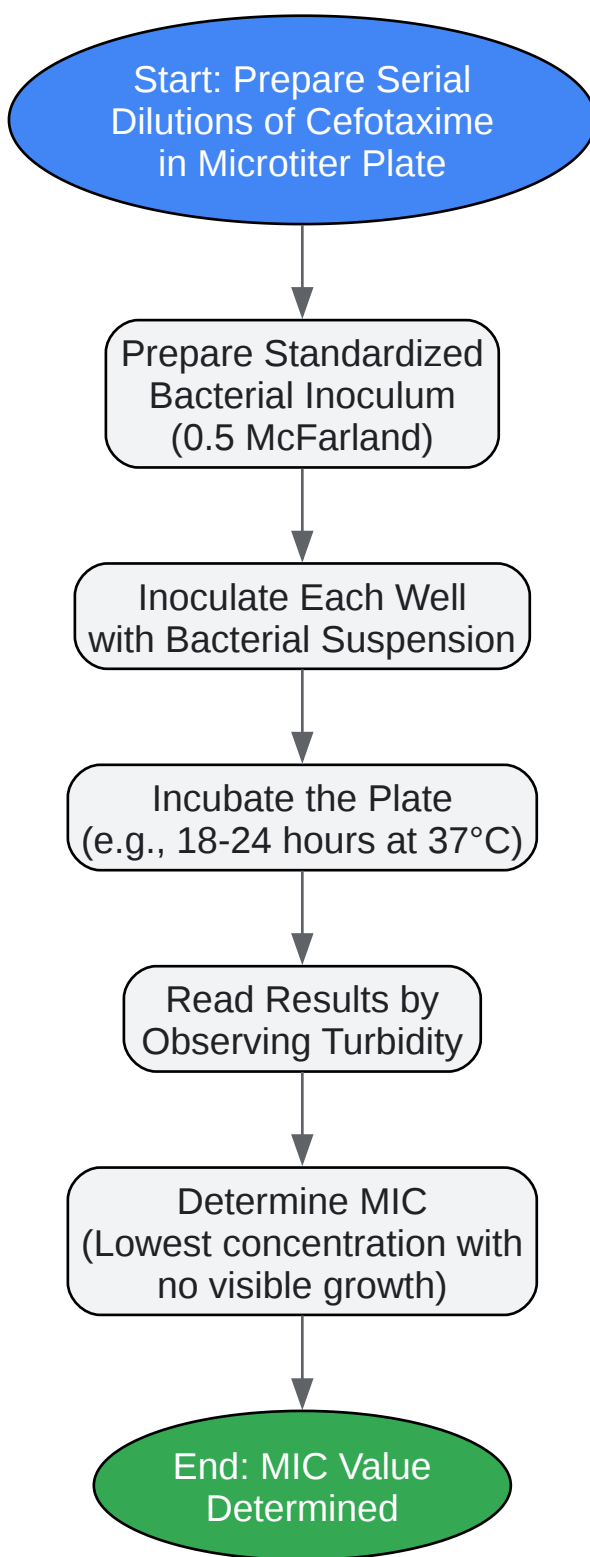 Start: Prepare Serial
Dilutions of Cefotaxime
in Microtiter Plate
Prepare Standardized
Bacterial Inoculum
(0.5 McFarland)
Inoculate Each Well
with Bacterial Suspension
Incubate the Plate
(e.g., 18-24 hours at 37°C)
Read Results by
Observing Turbidity
Determine MIC
(Lowest concentration with
no visible growth)
End: MIC Value
Determined